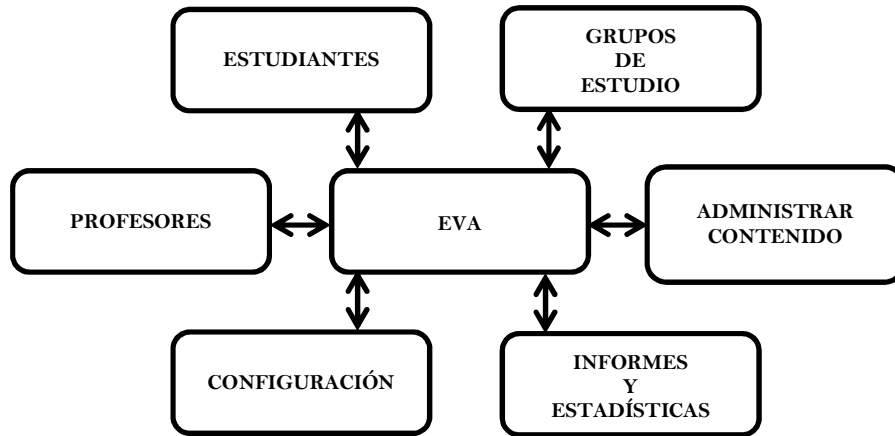 ESTUDIANTES
GRUPOS
DE
ESTUDIO
PROFESORES
EVA
ADMINISTRAR
CONTENIDO
CONFIGURACIÓN
INFORMES
Y
ESTADÍSTICAS